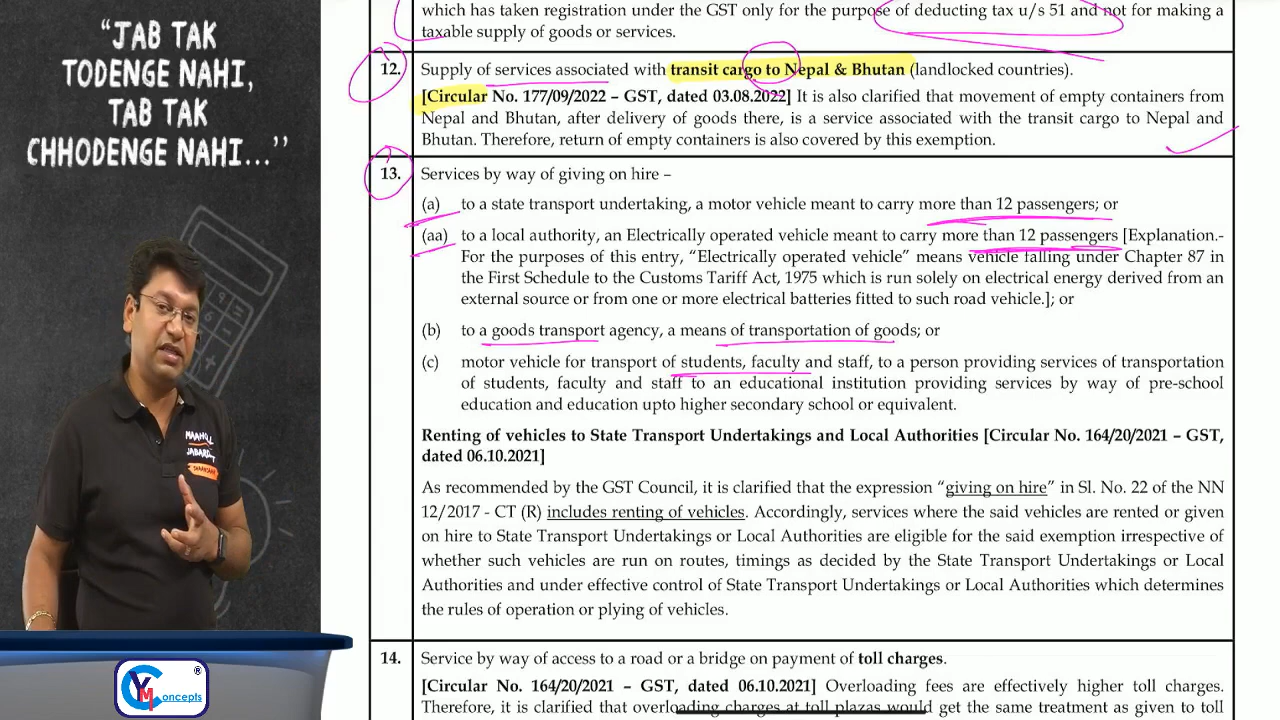 “JAB TAK
TODENGE NAHI,
TAB TAK
CHHODENGE NAHI...’’
which has taken registration under the GST only for the purpose of deducting tax u/s 51 and not for making a
taxable supply of goods or services.
12. Supply of services associated with transit cargo to Nepal & Bhutan (landlocked countries).
[Circular No. 177/09/2022 – GST, dated 03.08.2022] It is also clarified that movement of empty containers from
Nepal and Bhutan, after delivery of goods there, is a service associated with the transit cargo to Nepal and
Bhutan. Therefore, return of empty containers is also covered by this exemption.
13. Services by way of giving on hire –
(a) to a state transport undertaking, a motor vehicle meant to carry more than 12 passengers; or
(aa) to a local authority, an Electrically operated vehicle meant to carry more than 12 passengers [Explanation.-
For the purposes of this entry, “Electrically operated vehicle” means vehicle falling under Chapter 87 in
the First Schedule to the Customs Tariff Act, 1975 which is run solely on electrical energy derived from an
external source or from one or more electrical batteries fitted to such road vehicle.]; or
(b) to a goods transport agency, a means of transportation of goods; or
(c) motor vehicle for transport of students, faculty and staff, to a person providing services of transportation
of students, faculty and staff to an educational institution providing services by way of pre-school
education and education upto higher secondary school or equivalent.
Renting of vehicles to State Transport Undertakings and Local Authorities [Circular No. 164/20/2021 – GST,
dated 06.10.2021]
As recommended by the GST Council, it is clarified that the expression “giving on hire” in Sl. No. 22 of the NN
12/2017 - CT (R) includes renting of vehicles. Accordingly, services where the said vehicles are rented or given
on hire to State Transport Undertakings or Local Authorities are eligible for the said exemption irrespective of
whether such vehicles are run on routes, timings as decided by the State Transport Undertakings or Local
Authorities and under effective control of State Transport Undertakings or Local Authorities which determines
the rules of operation or plying of vehicles.
14. Service by way of access to a road or a bridge on payment of toll charges.
[Circular No. 164/20/2021 – GST, dated 06.10.2021] Overloading fees are effectively higher toll charges.
Therefore, it is clarified that overloading charges at toll plazas would get the same treatment as given to toll
MAAHOL
JABARDAST
YM Concepts
®